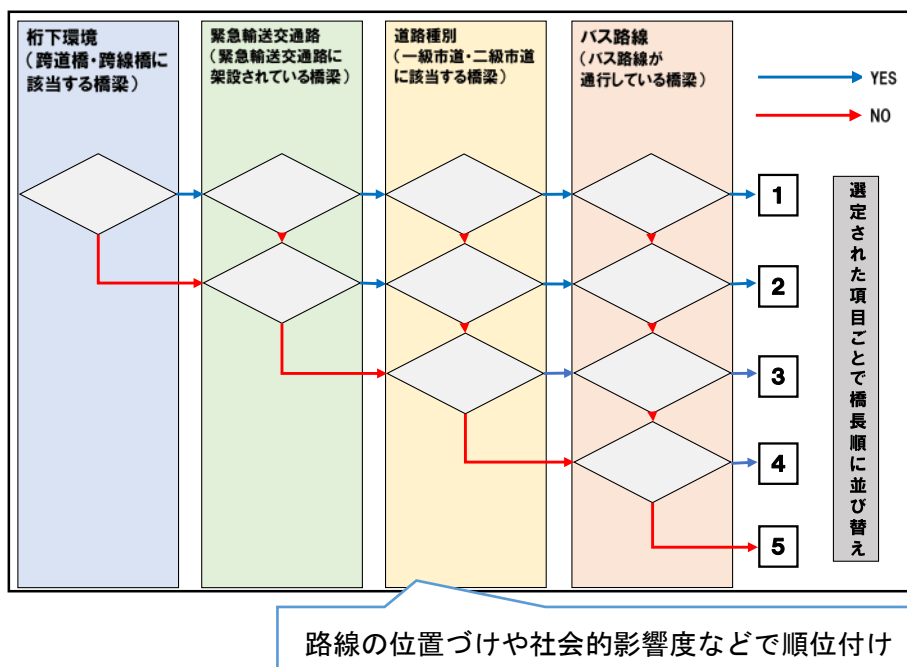 桁下環境
（跨道橋・跨線橋に
該当する橋梁）
緊急輸送交通路
（緊急輸送交通路に
架設されている橋梁）
道路種別
（一級市道・二級市道
に該当する橋梁）
バス路線
（バス路線が
通行している橋梁）
YES
NO
1
2
3
4
5
選定された項目ごとで橋長順に並び替え
路線の位置づけや社会的影響度などで順位付け